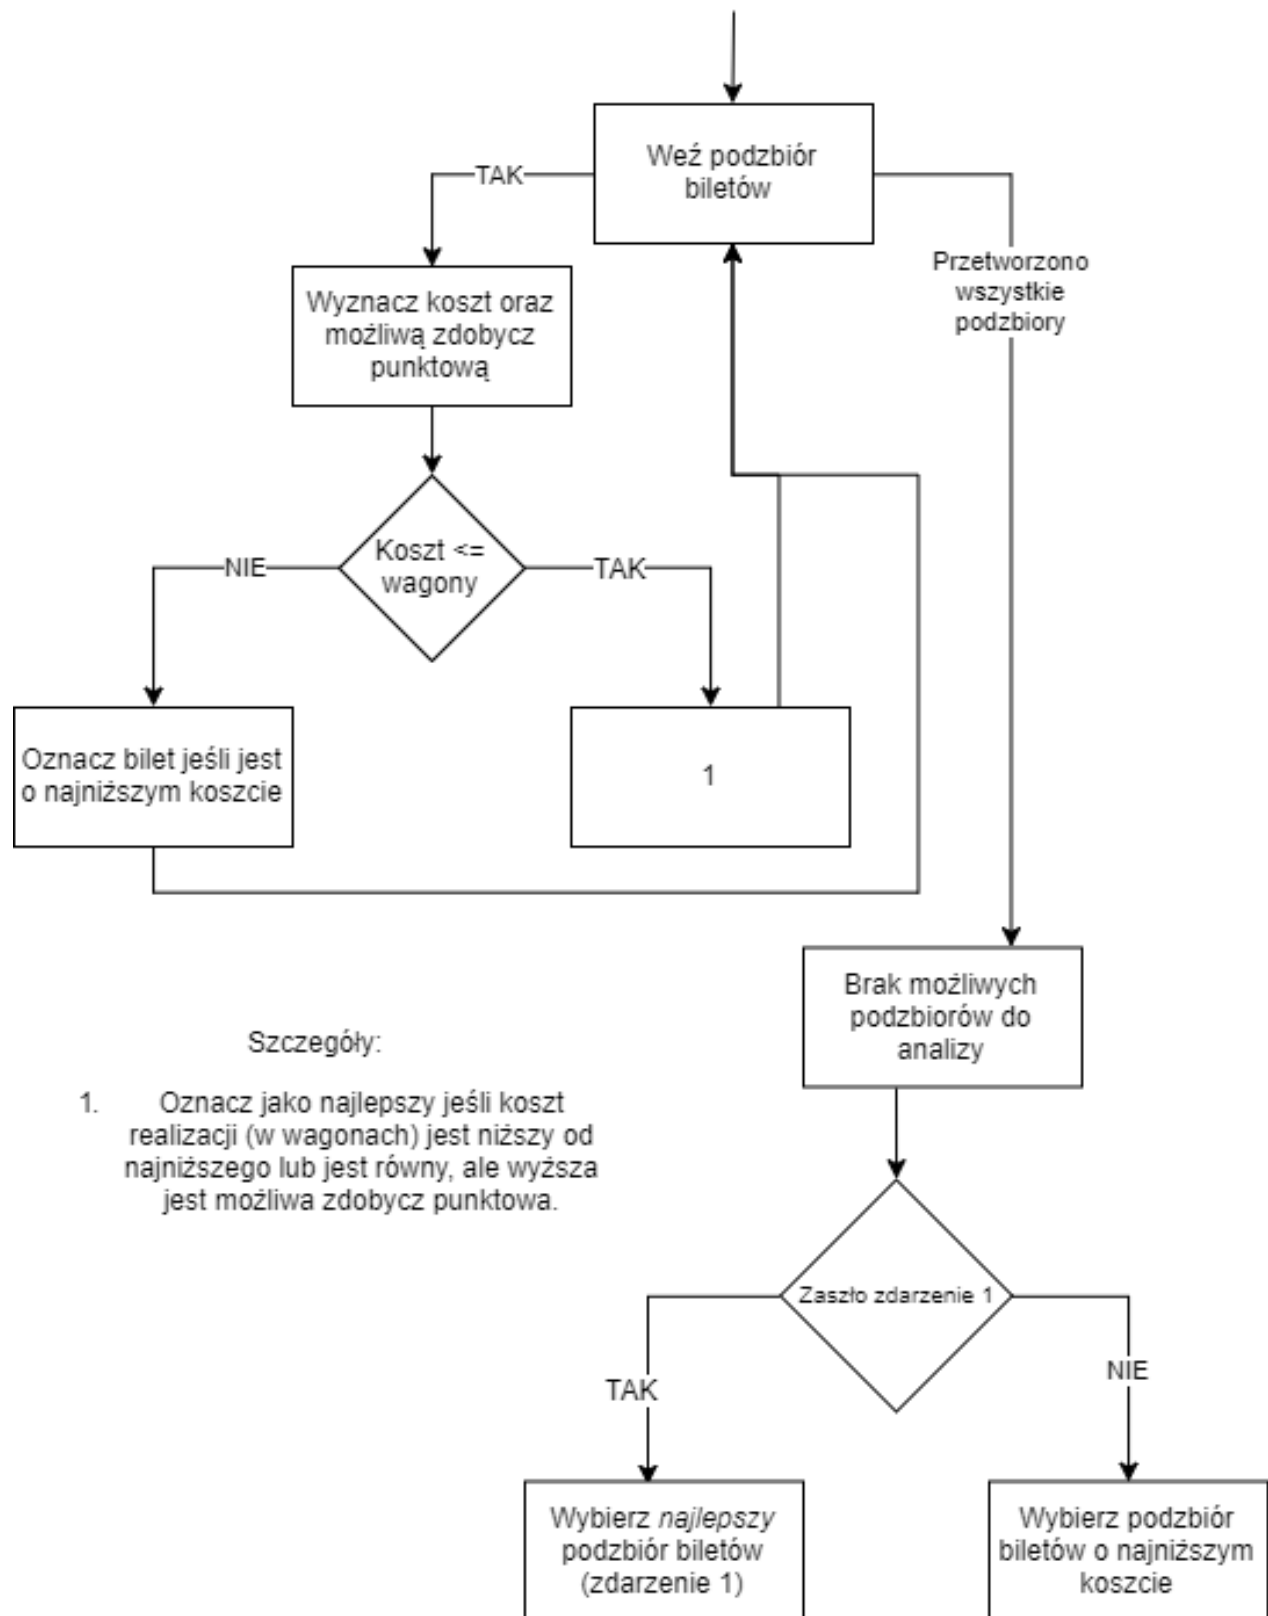 Weź podzbiór
biletów
TAK
Przetworzono
wszystkie
podzbiory
Wyznacz koszt oraz
możliwą zdobycz
punktową
Koszt <=
wagony
NIE
TAK
Oznacz bilet jeśli jest
o najniższym koszcie
1
Brak możliwych
podzbiorów do
analizy
Szczegóły:
1. Oznacz jako najlepszy jeśli koszt
realizacji (w wagonach) jest niższy od
najniższego lub jest równy, ale wyższa
jest możliwa zdobycz punktowa.
Zaszło zdarzenie 1
TAK
NIE
Wybierz najlepszy
podzbiór biletów
(zdarzenie 1)
Wybierz podzbiór
biletów o najniższym
koszcie